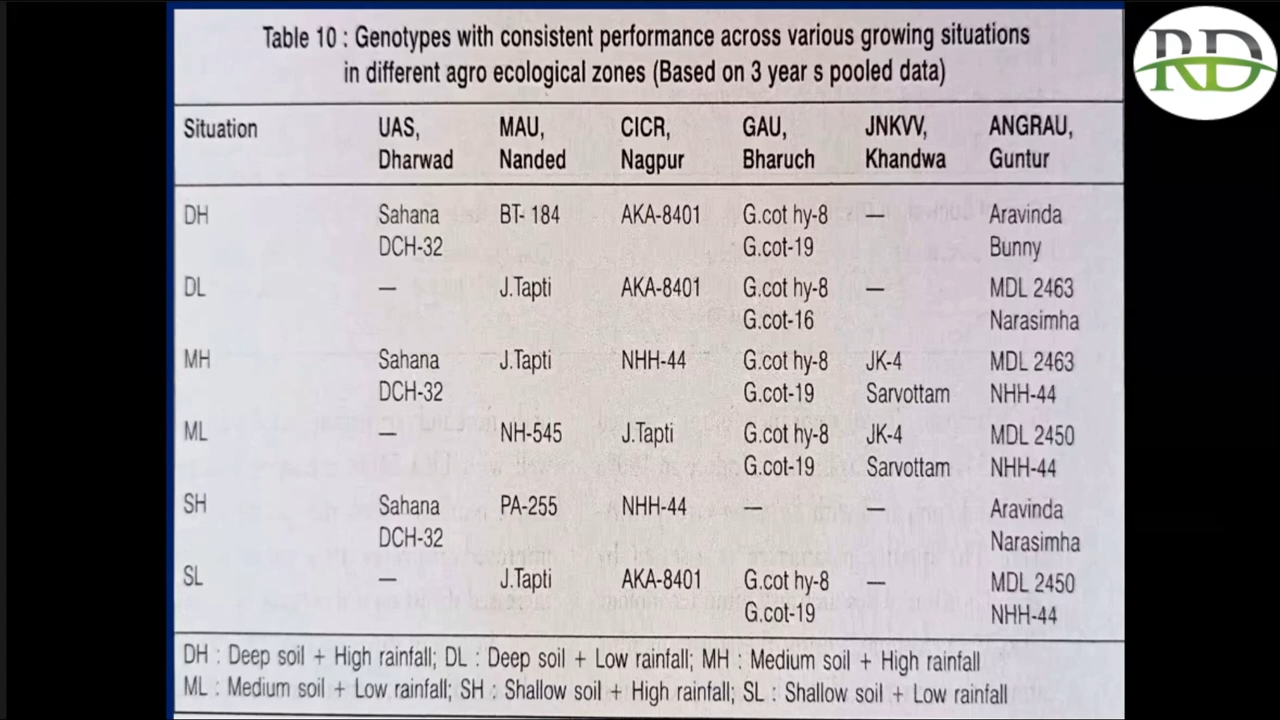 Table 10 : Genotypes with consistent performance across various growing situations
in different agro ecological zones (Based on 3 year s pooled data)
RD
Situation UAS, MAU, CICR, GAU, JNKVV, ANGRAU,
Dharwad Nanded Nagpur Bharuch Khandwa Guntur
DH Sahana BT- 184 AKA-8401 G.cot hy-8 — Aravinda
DCH-32 G.cot-19 Bunny
DL — J.Tapti AKA-8401 G.cot hy-8 — MDL 2463
G.cot-16 Narasimha
MH Sahana J.Tapti NHH-44 G.cot hy-8 JK-4 MDL 2463
DCH-32 G.cot-19 Sarvottam NHH-44
ML — NH-545 J.Tapti G.cot hy-8 JK-4 MDL 2450
G.cot-19 Sarvottam NHH-44
SH Sahana PA-255 NHH-44 — — Aravinda
DCH-32 Narasimha
SL — J.Tapti AKA-8401 G.cot hy-8 — MDL 2450
G.cot-19 NHH-44
DH : Deep soil + High rainfall; DL : Deep soil + Low rainfall; MH : Medium soil + High rainfall
ML : Medium soil + Low rainfall; SH : Shallow soil + High rainfall; SL : Shallow soil + Low rainfall